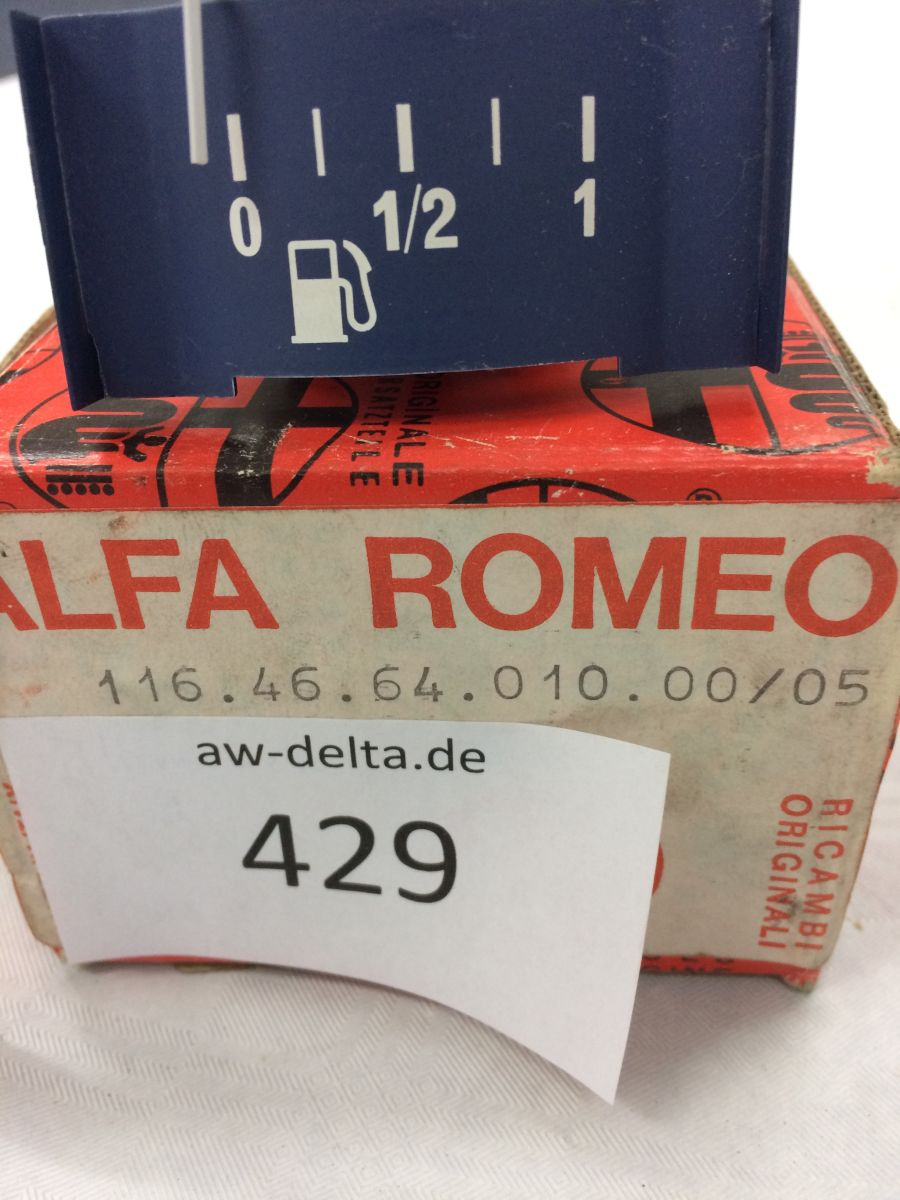 0 1/2 1
ORIGINALE
ALFA ROMEO
116.46.64.010.00/05
aw-delta.de
429
RICAMBI
ORIGINALI